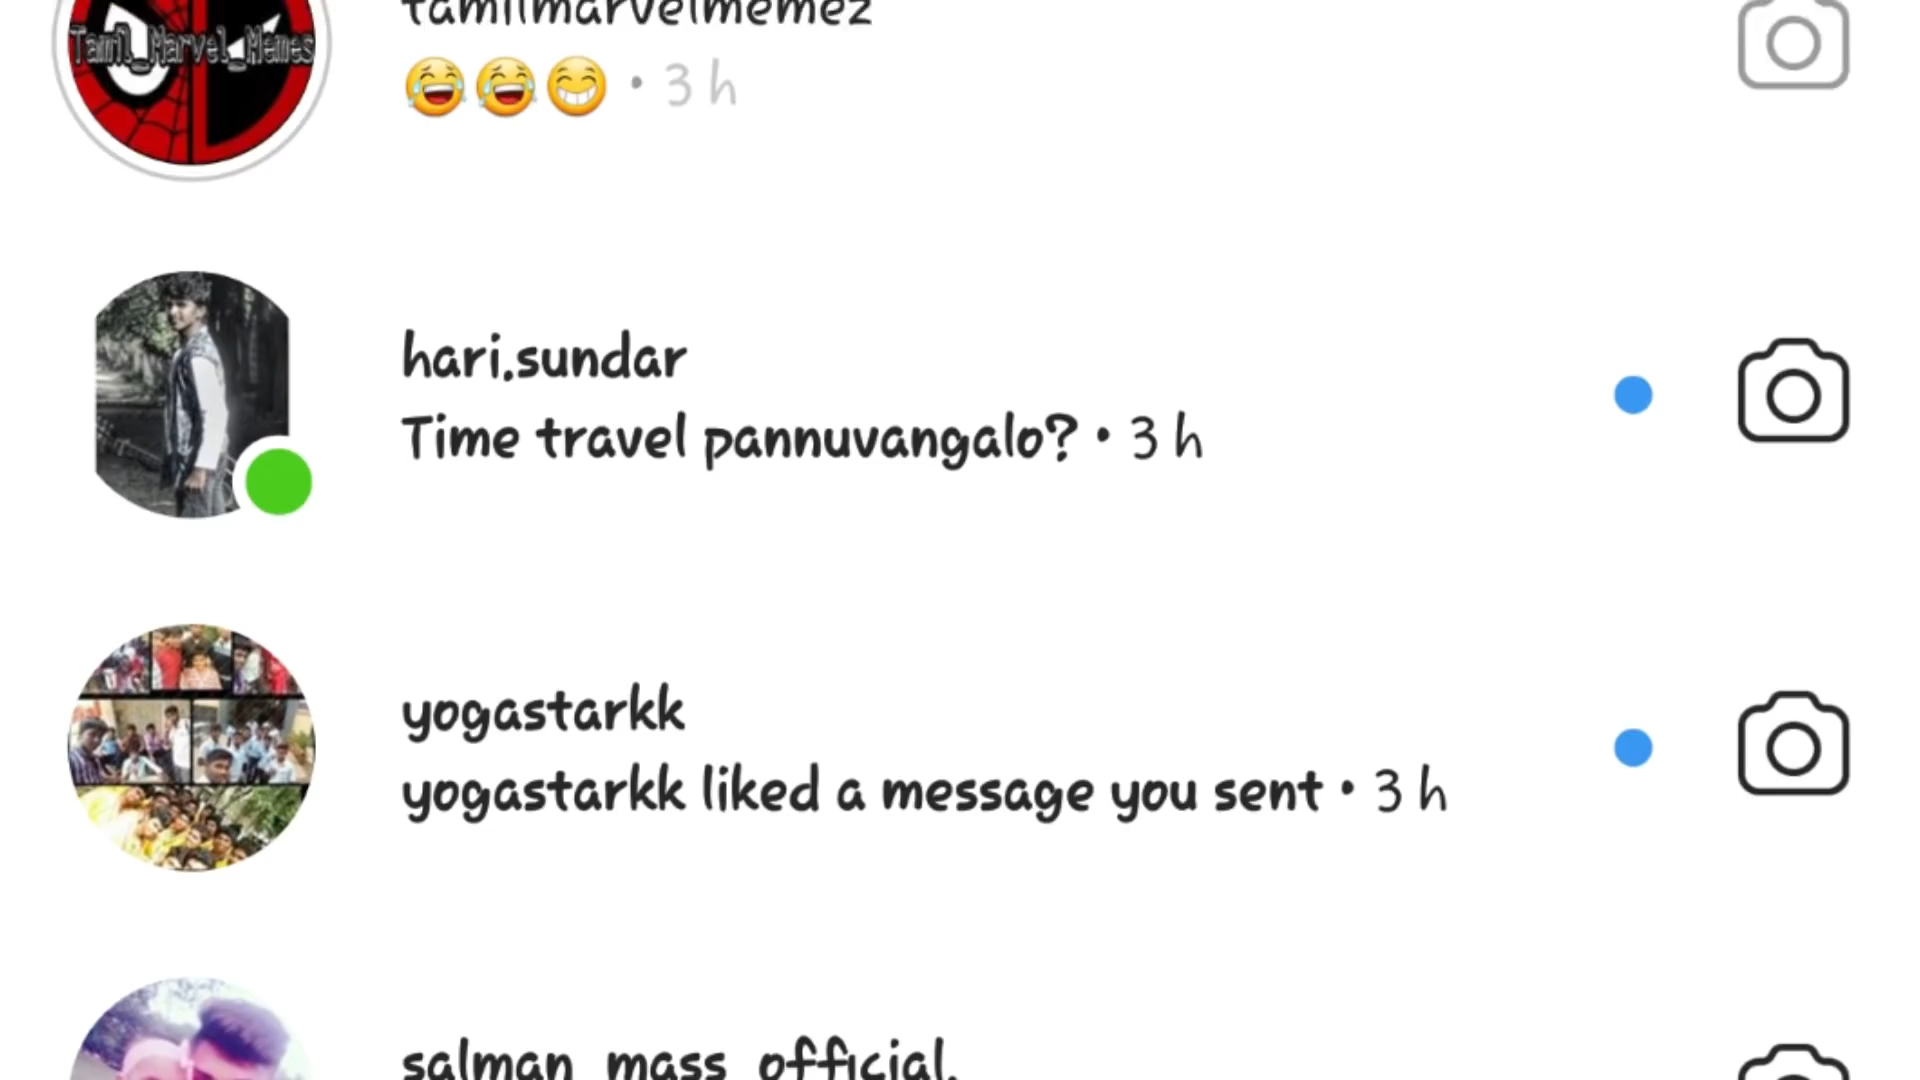 Tamil_Marvel_Memes
tamilmarvelmemez
😂😂😁 • 3 h
hari.sundar
Time travel pannuvangalo? • 3 h
yogastarkk
yogastarkk liked a message you sent • 3 h
salman_mass_official.